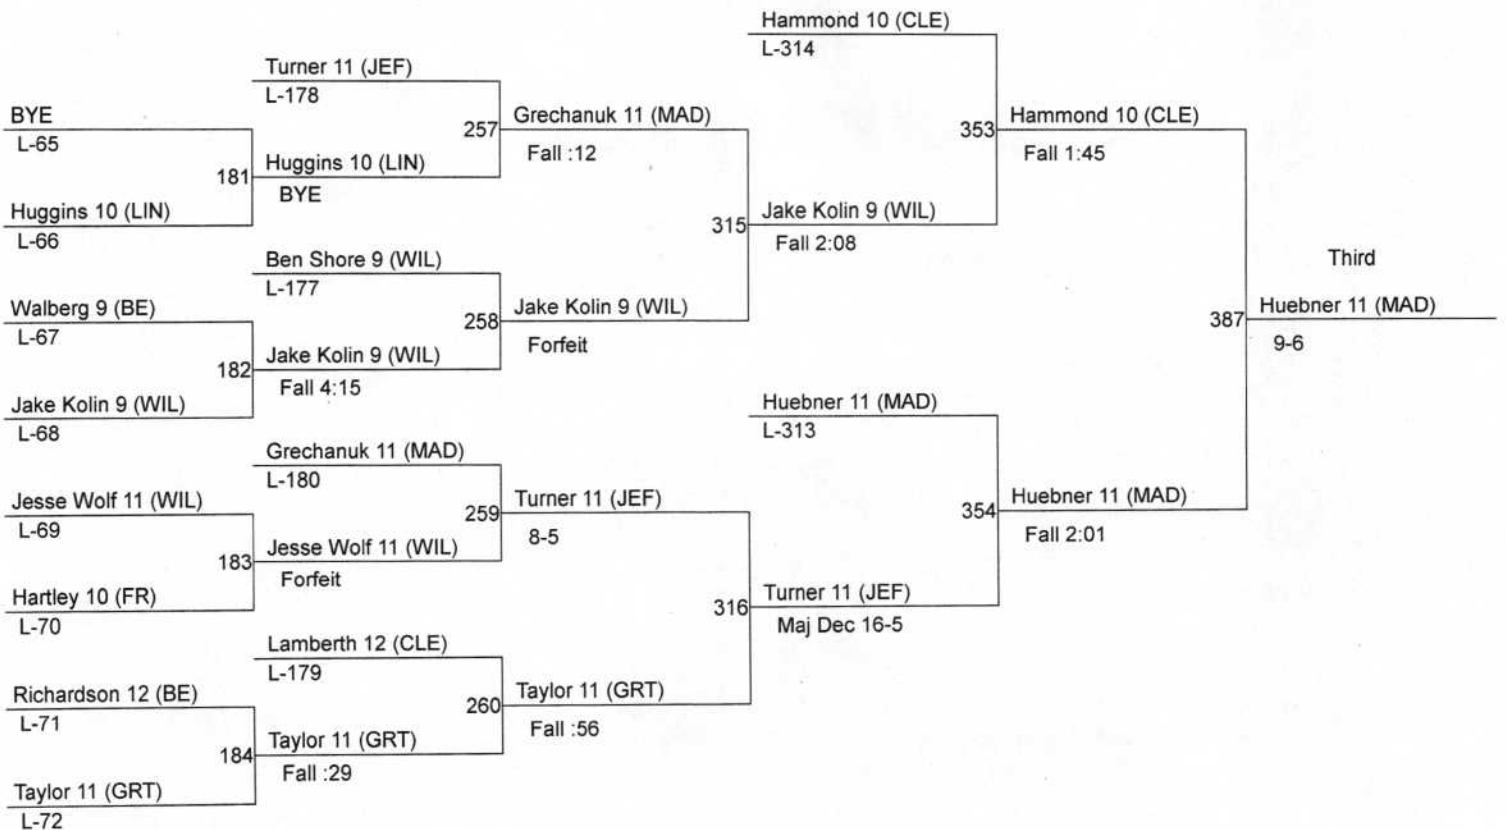 Hammond 10 (CLE)
L-314
Turner 11 (JEF)
L-178
BYE
L-65
257
Grechanuk 11 (MAD)
Fall :12
353
Hammond 10 (CLE)
Fall 1:45
181
Huggins 10 (LIN)
BYE
Huggins 10 (LIN)
L-66
315
Jake Kolin 9 (WIL)
Fall 2:08
Ben Shore 9 (WIL)
L-177
Third
Walberg 9 (BE)
L-67
258
Jake Kolin 9 (WIL)
Forfeit
387
Huebner 11 (MAD)
9-6
182
Jake Kolin 9 (WIL)
Fall 4:15
Jake Kolin 9 (WIL)
L-68
Huebner 11 (MAD)
L-313
Grechanuk 11 (MAD)
L-180
Jesse Wolf 11 (WIL)
L-69
259
Turner 11 (JEF)
8-5
354
Huebner 11 (MAD)
Fall 2:01
183
Jesse Wolf 11 (WIL)
Forfeit
Hartley 10 (FR)
L-70
316
Turner 11 (JEF)
Maj Dec 16-5
Lamberth 12 (CLE)
L-179
Richardson 12 (BE)
L-71
260
Taylor 11 (GRT)
Fall :56
184
Taylor 11 (GRT)
Fall :29
Taylor 11 (GRT)
L-72